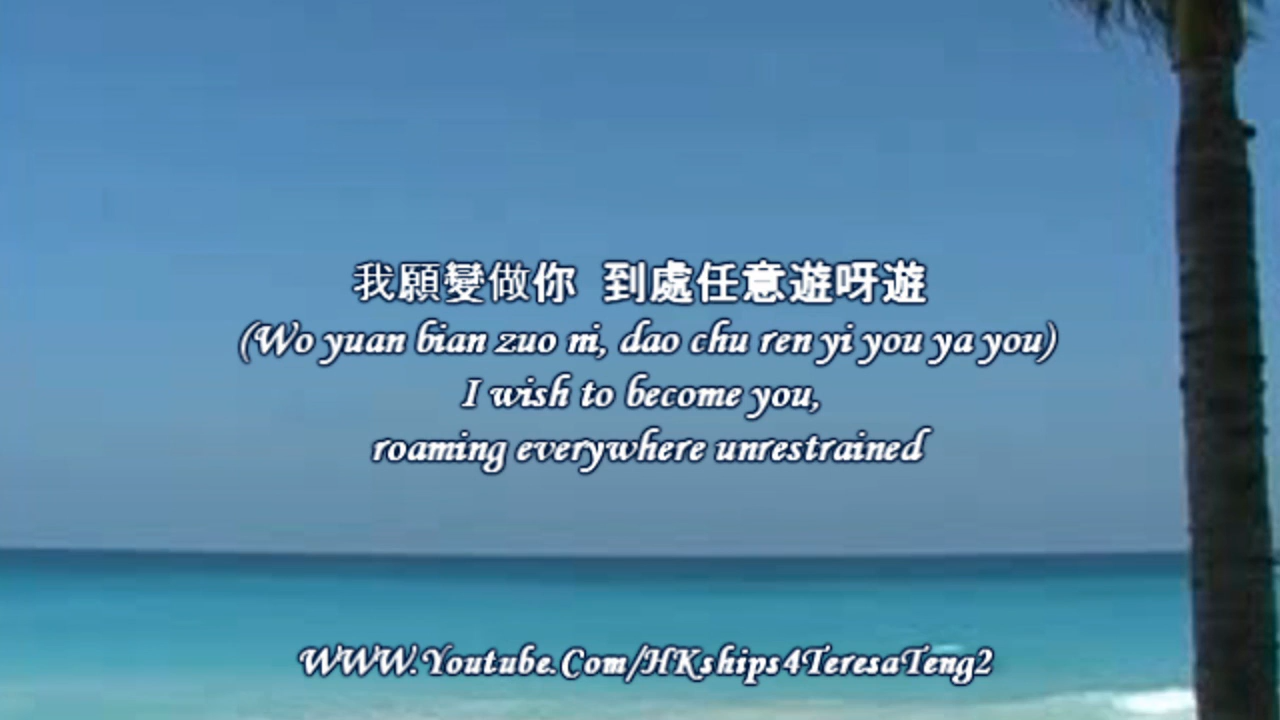 我願變做你 到處任意遊呀遊
(Wo yuan bian zuo ni, dao chu ren yi you ya you)
I wish to become you,
roaming everywhere unrestrained
WWW.Youtube.Com/HKships4TeresaTeng2